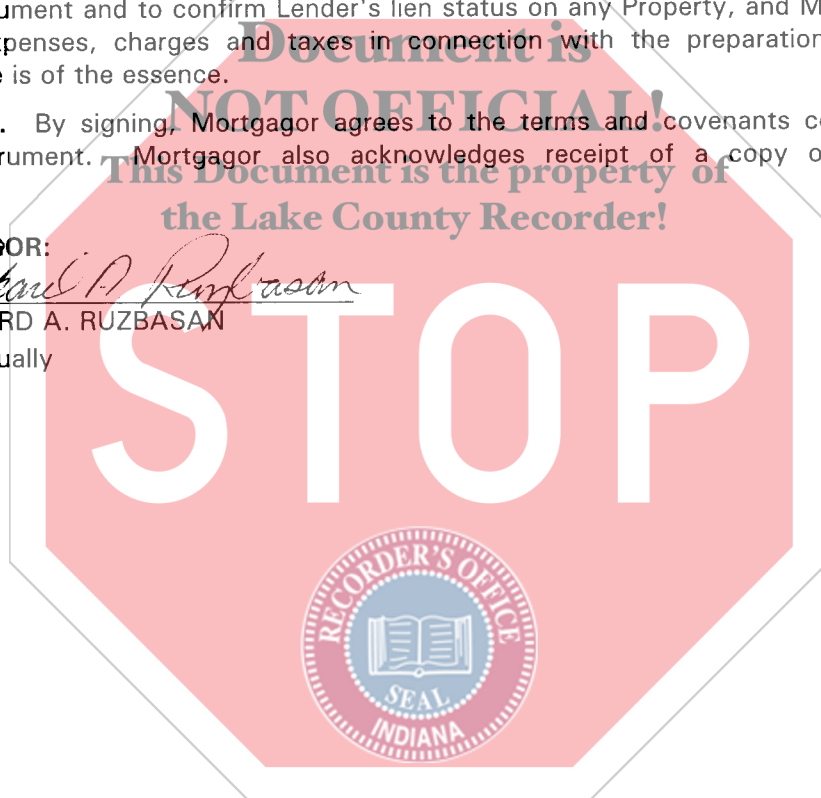 ument and to confirm Lender's lien status on any Property, and M
penses, charges and taxes in connection with the preparation
e is of the essence.
Document is
NOT OFFICIAL!
. By signing, Mortgagor agrees to the terms and covenants c
rument. Mortgagor also acknowledges receipt of a copy o
This Document is the property of
the Lake County Recorder!
OR:
A Ruzbasan
RD A. RUZBASAN
ually
STOP
RECORDER'S OFFICE
SEAL
INDIANA